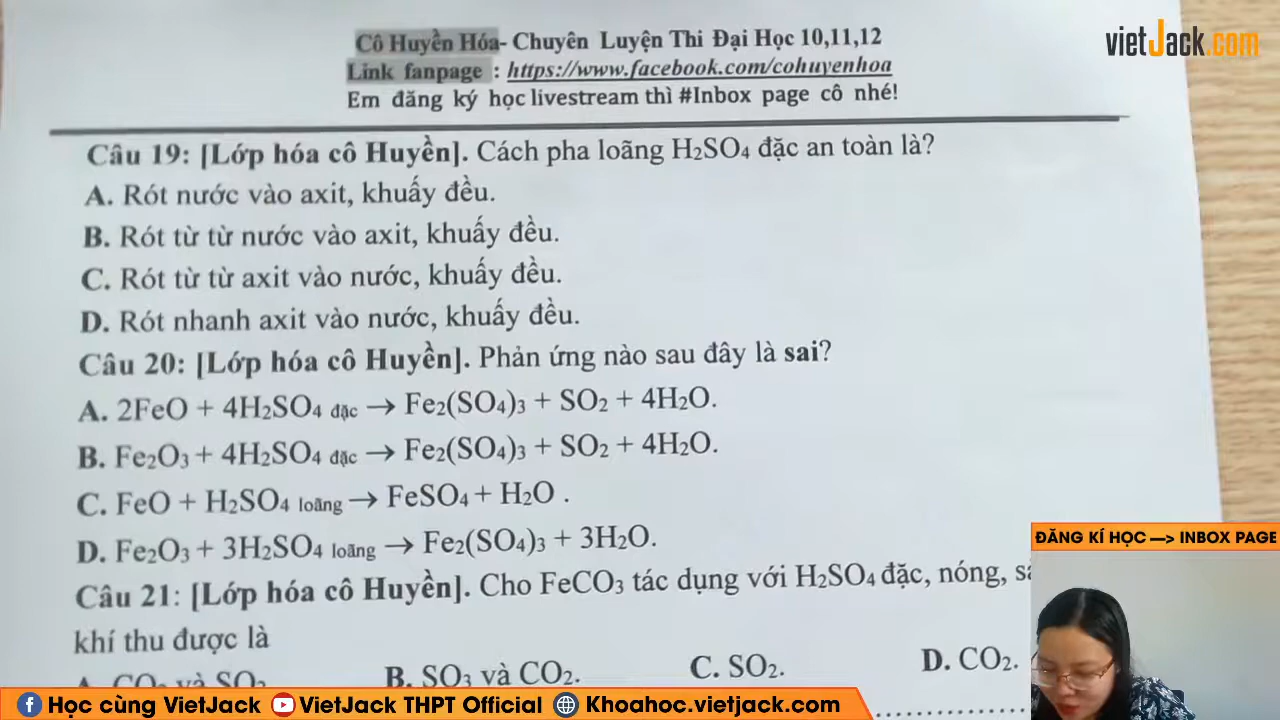 Cô Huyền Hóa- Chuyên Luyện Thi Đại Học 10,11,12
vietJack.com
Link fanpage : https://www.facebook.com/cohuyenhoa
Em đăng ký học livestream thì #Inbox page cô nhé!
Câu 19: [Lớp hóa cô Huyền]. Cách pha loãng H₂SO₄ đặc an toàn là?
A. Rót nước vào axit, khuấy đều.
B. Rót từ từ nước vào axit, khuấy đều.
C. Rót từ từ axit vào nước, khuấy đều.
D. Rót nhanh axit vào nước, khuấy đều.
Câu 20: [Lớp hóa cô Huyền]. Phản ứng nào sau đây là sai?
A. 2FeO + 4H₂SO₄ đặc → Fe₂(SO₄)₃ + SO₂ + 4H₂O.
B. Fe₂O₃ + 4H₂SO₄ đặc → Fe₂(SO₄)₃ + SO₂ + 4H₂O.
C. FeO + H₂SO₄ loãng → FeSO₄ + H₂O .
D. Fe₂O₃ + 3H₂SO₄ loãng → Fe₂(SO₄)₃ + 3H₂O.
ĐĂNG KÍ HỌC —> INBOX PAGE
Câu 21: [Lớp hóa cô Huyền]. Cho FeCO₃ tác dụng với H₂SO₄ đặc, nóng,
khí thu được là
A. CO₂ và SO₂ B. SO₃ và CO₂. C. SO₂. D. CO₂.
Học cùng VietJack VietJack THPT Official Khoahoc.vietjack.com